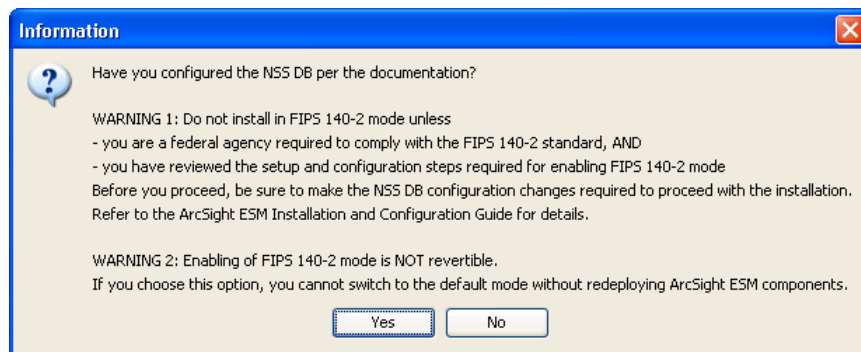 Information
Have you configured the NSS DB per the documentation?
WARNING 1: Do not install in FIPS 140-2 mode unless
- you are a federal agency required to comply with the FIPS 140-2 standard, AND
- you have reviewed the setup and configuration steps required for enabling FIPS 140-2 mode
Before you proceed, be sure to make the NSS DB configuration changes required to proceed with the installation.
Refer to the ArcSight ESM Installation and Configuration Guide for details.
WARNING 2: Enabling of FIPS 140-2 mode is NOT revertible.
If you choose this option, you cannot switch to the default mode without redeploying ArcSight ESM components.
Yes No